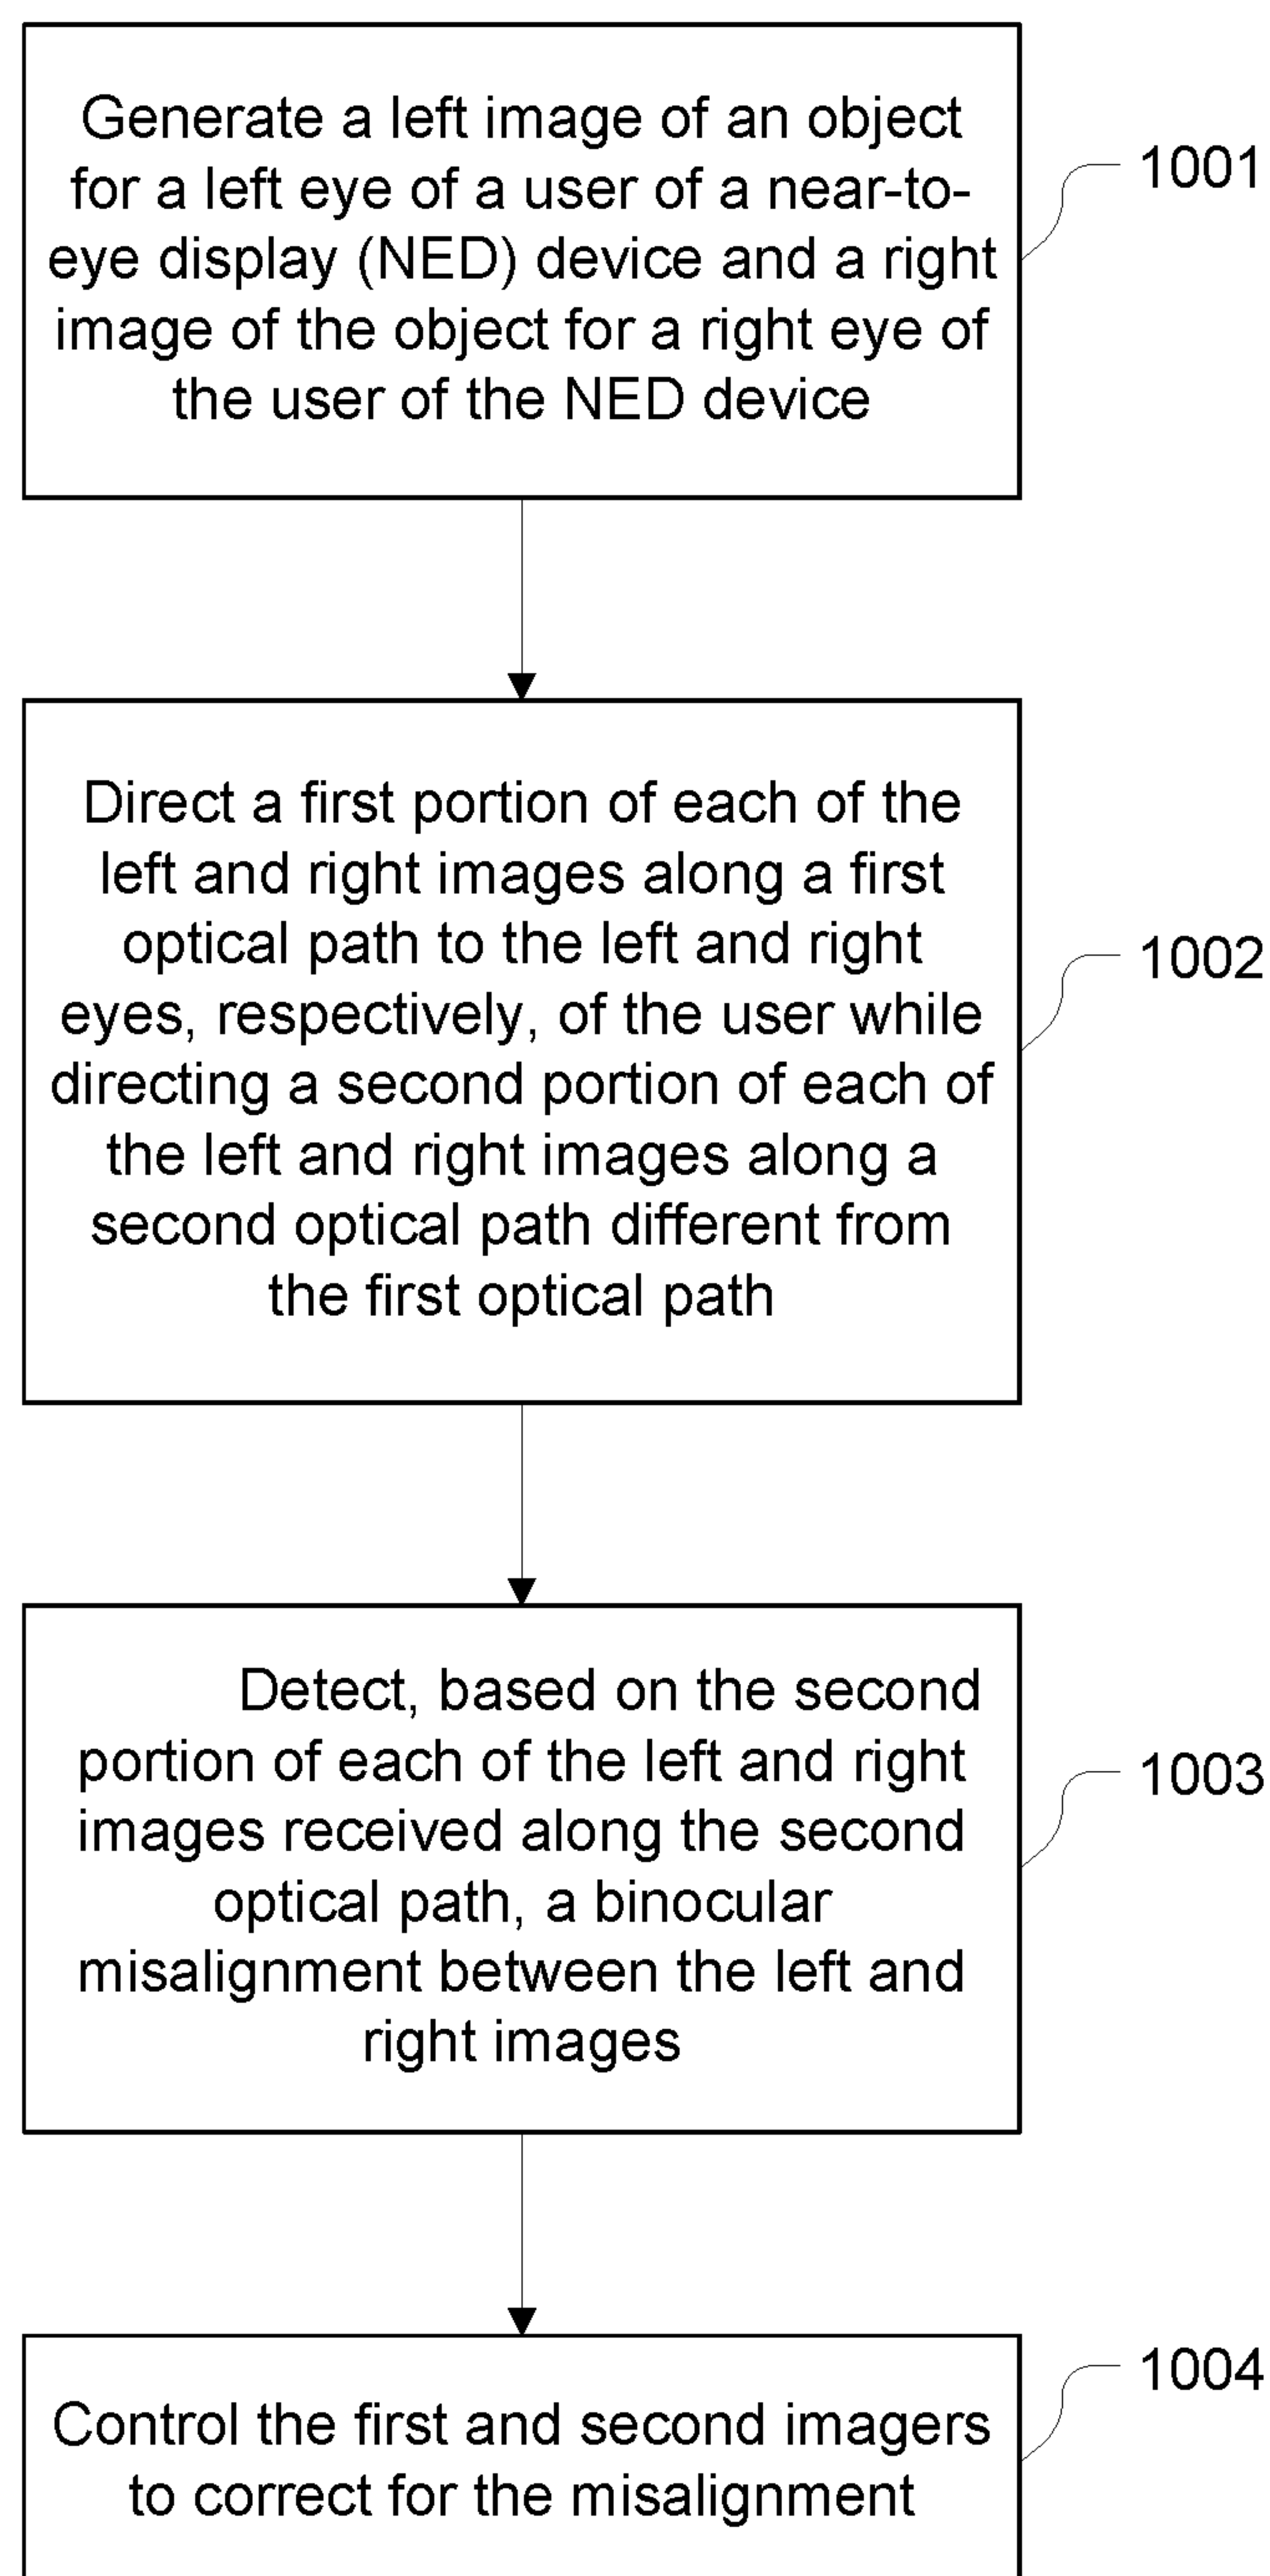 Generate a left image of an object
for a left eye of a user of a near-to-
eye display (NED) device and a right
image of the object for a right eye of
the user of the NED device
1001
Direct a first portion of each of the
left and right images along a first
optical path to the left and right
eyes, respectively, of the user while
directing a second portion of each of
the left and right images along a
second optical path different from
the first optical path
1002
Detect, based on the second
portion of each of the left and right
images received along the second
optical path, a binocular
misalignment between the left and
right images
1003
Control the first and second imagers
to correct for the misalignment
1004